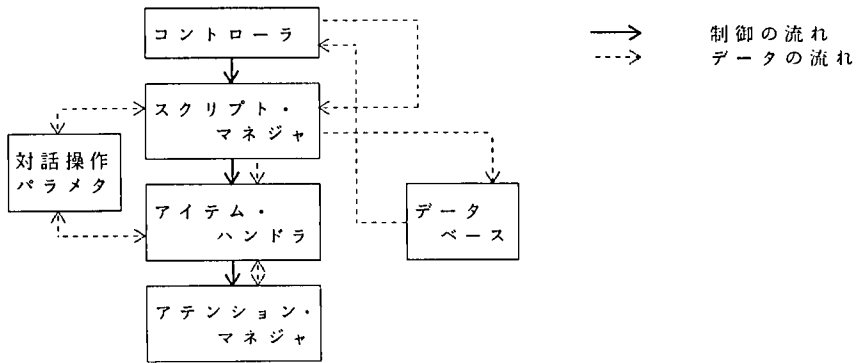 コントローラ
制御の流れ
データの流れ
スクリプト・
マネジャ
対話操作
パラメタ
アイテム・
ハンドラ
データ
ベース
アテンション・
マネジャ